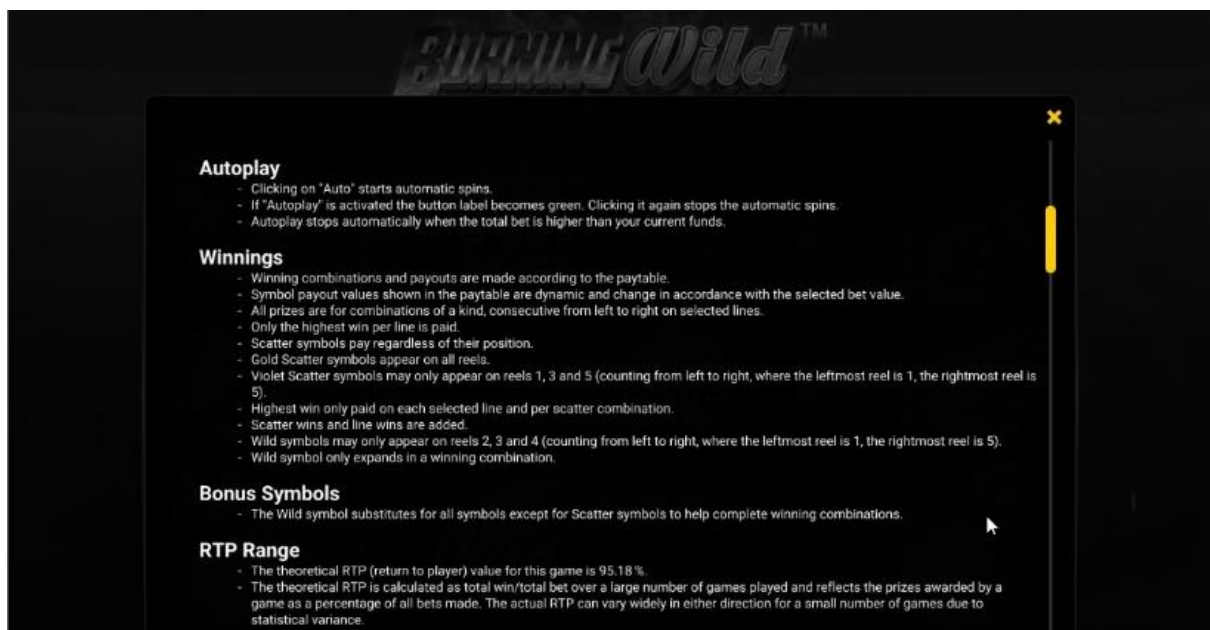 BURNING Wild™
Autoplay
- Clicking on "Auto" starts automatic spins.
- If "Autoplay" is activated the button label becomes green. Clicking it again stops the automatic spins.
- Autoplay stops automatically when the total bet is higher than your current funds.
Winnings
- Winning combinations and payouts are made according to the paytable.
- Symbol payout values shown in the paytable are dynamic and change in accordance with the selected bet value.
- All prizes are for combinations of a kind, consecutive from left to right on selected lines.
- Only the highest win per line is paid.
- Scatter symbols pay regardless of their position.
- Gold Scatter symbols appear on all reels.
- Violet Scatter symbols may only appear on reels 1, 3 and 5 (counting from left to right, where the leftmost reel is 1, the rightmost reel is
5).
- Highest win only paid on each selected line and per scatter combination.
- Scatter wins and line wins are added.
- Wild symbols may only appear on reels 2, 3 and 4 (counting from left to right, where the leftmost reel is 1, the rightmost reel is 5).
- Wild symbol only expands in a winning combination.
Bonus Symbols
- The Wild symbol substitutes for all symbols except for Scatter symbols to help complete winning combinations.
RTP Range
- The theoretical RTP (return to player) value for this game is 95.18 %.
- The theoretical RTP is calculated as total win/total bet over a large number of games played and reflects the prizes awarded by a
game as a percentage of all bets made. The actual RTP can vary widely in either direction for a small number of games due to
statistical variance.